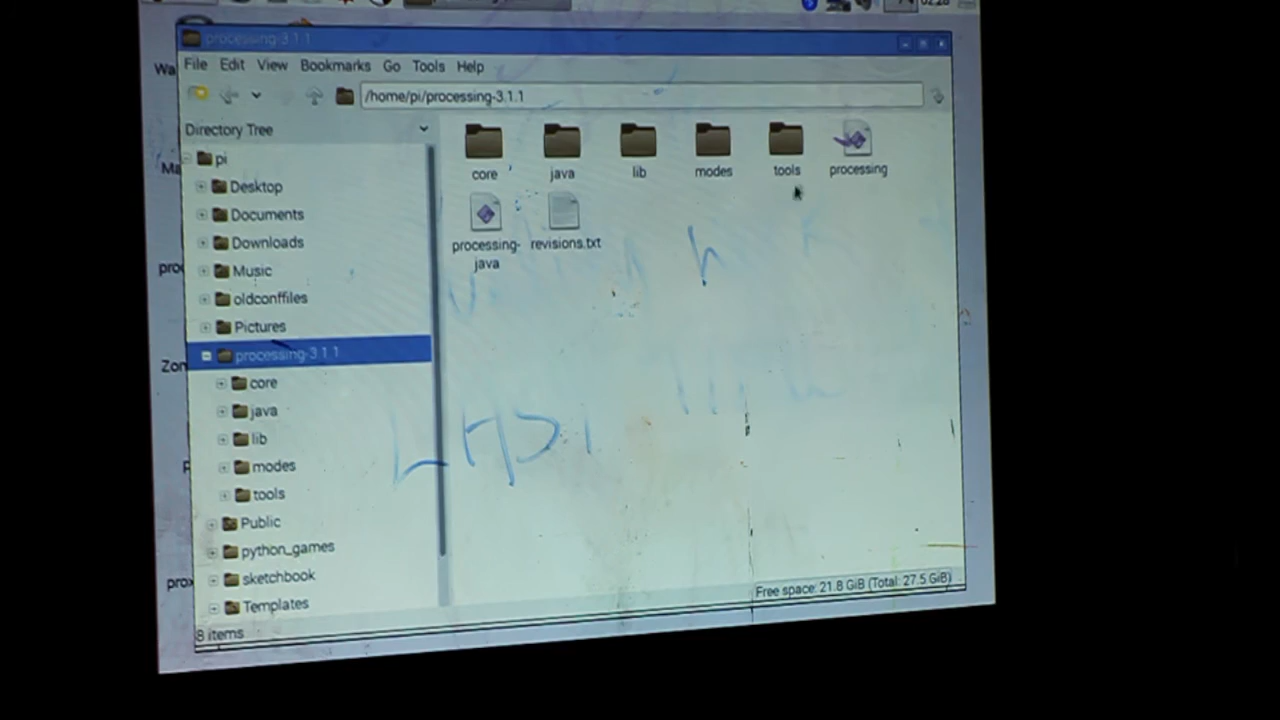 02:28
processing-3.1.1
File Edit View Bookmarks Go Tools Help
/home/pi/processing-3.1.1
Directory Tree
pi
Desktop
Documents
Downloads
Music
oldconffiles
Pictures
processing-3.1.1
core
java
lib
modes
tools
Public
python_games
sketchbook
Templates
core java lib modes tools processing
processing-java revisions.txt
8 items
Free space: 21.8 GiB (Total: 27.5 GiB)